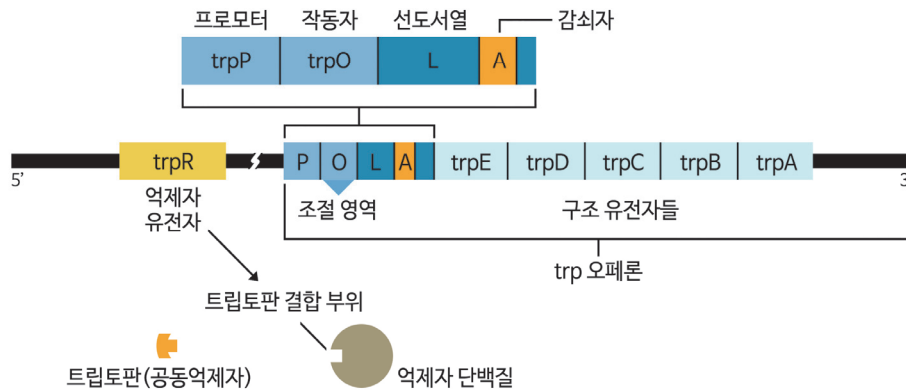 프로모터 작동자 선도서열 감쇠자
trpP trpO L A
trpR P O L A trpE trpD trpC trpB trpA
5' 3
억제자
유전자
조절 영역 구조 유전자들
trp 오페론
트립토판 결합 부위
트립토판(공동억제자) 억제자 단백질